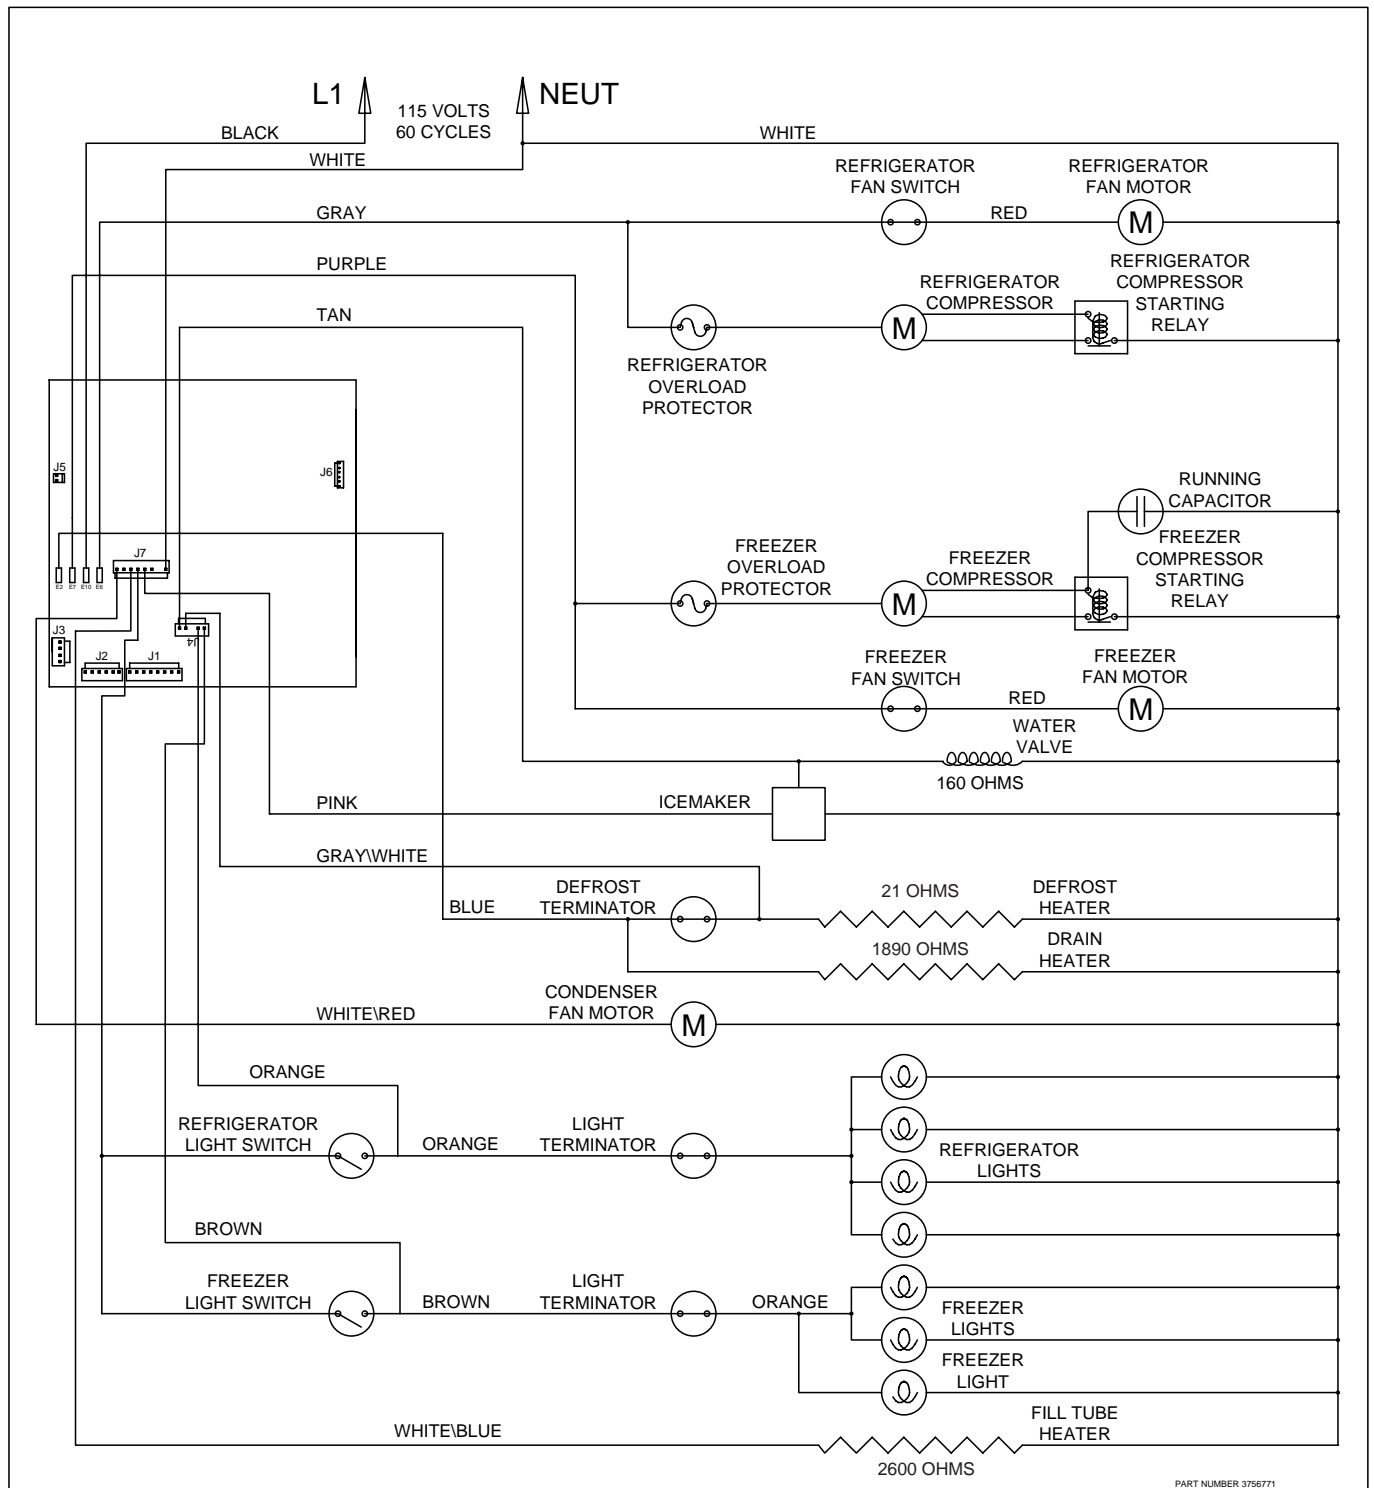 L1
115 VOLTS
60 CYCLES
NEUT
BLACK
WHITE
WHITE
REFRIGERATOR
FAN SWITCH
REFRIGERATOR
FAN MOTOR
GRAY
RED
M
PURPLE
REFRIGERATOR
COMPRESSOR
REFRIGERATOR
COMPRESSOR
STARTING
RELAY
TAN
M
REFRIGERATOR
OVERLOAD
PROTECTOR
J5
J6
RUNNING
CAPACITOR
J7
FREEZER
OVERLOAD
PROTECTOR
FREEZER
COMPRESSOR
FREEZER
COMPRESSOR
STARTING
RELAY
E2
E7
E10
E6
M
J3
J4
J2
J1
FREEZER
FAN SWITCH
FREEZER
FAN MOTOR
RED
M
WATER
VALVE
160 OHMS
PINK
ICEMAKER
GRAY\WHITE
BLUE
DEFROST
TERMINATOR
21 OHMS
DEFROST
HEATER
1890 OHMS
DRAIN
HEATER
WHITE\RED
CONDENSER
FAN MOTOR
M
ORANGE
REFRIGERATOR
LIGHT SWITCH
ORANGE
LIGHT
TERMINATOR
REFRIGERATOR
LIGHTS
BROWN
FREEZER
LIGHT SWITCH
BROWN
LIGHT
TERMINATOR
ORANGE
FREEZER
LIGHTS
FREEZER
LIGHT
WHITE\BLUE
FILL TUBE
HEATER
2600 OHMS
PART NUMBER 3756771